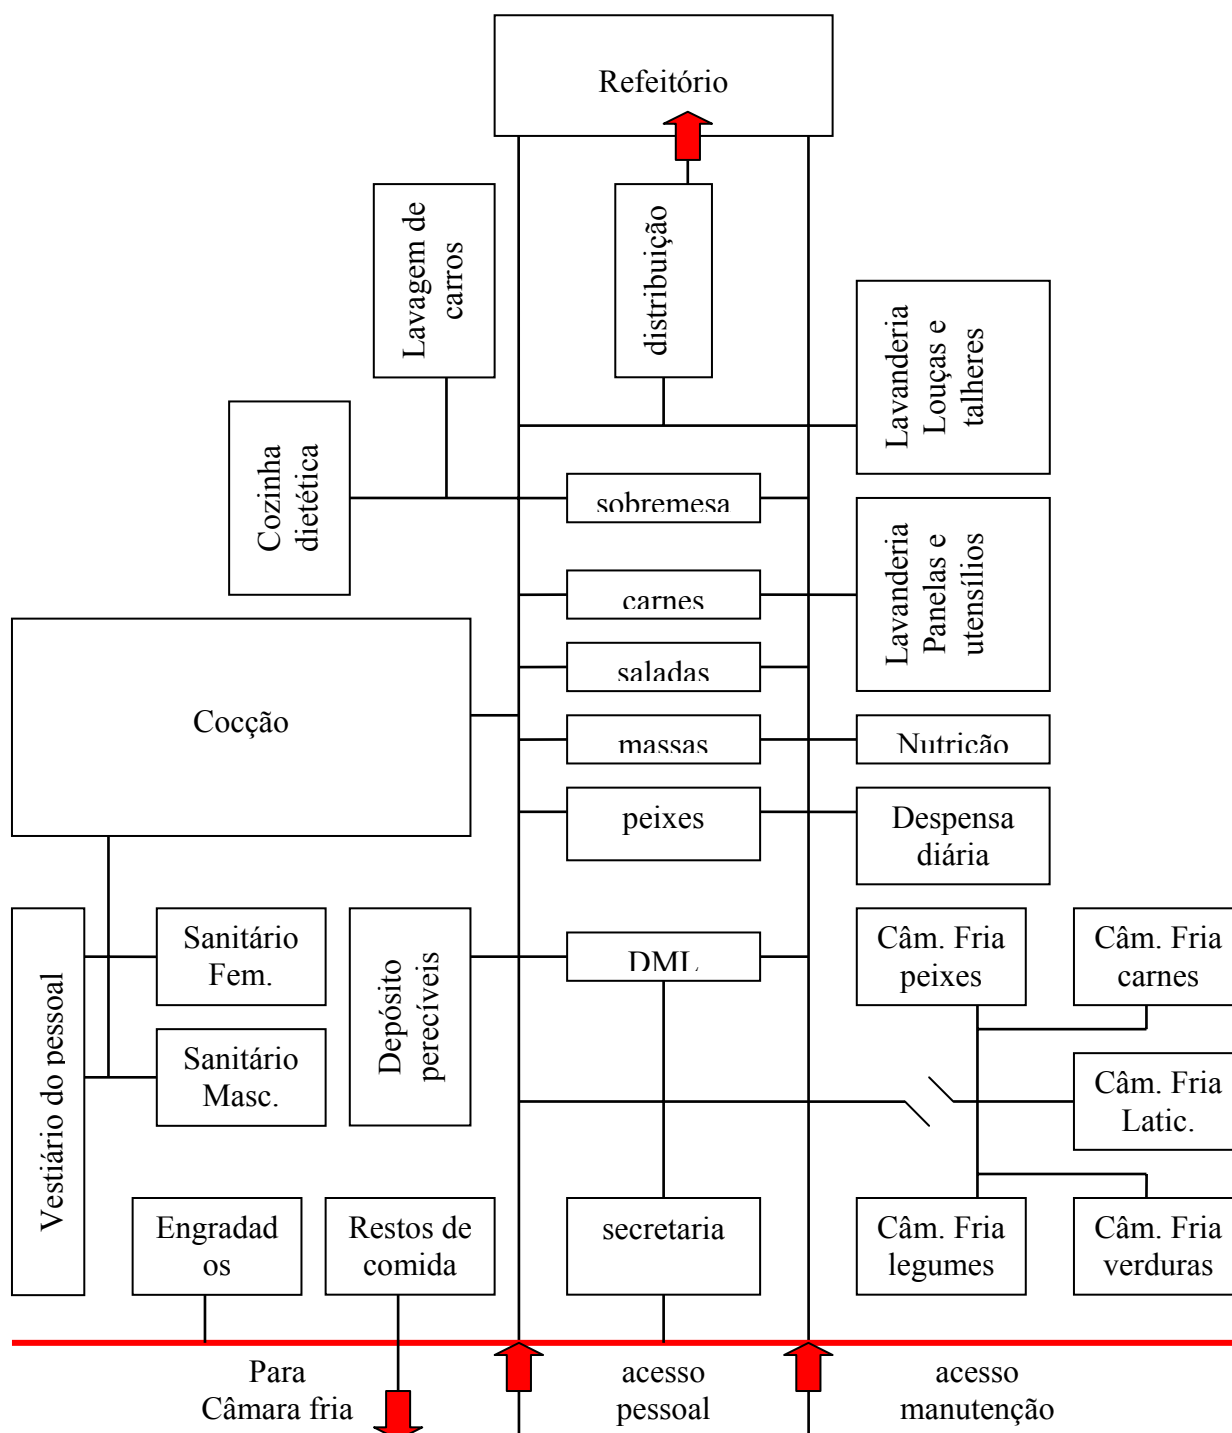 Refeitório
Lavagem de
carros
distribuição
Lavanderia
Louças e
talheres
Cozinha
dietética
sobremesa
Lavanderia
Panelas e
utensílios
carnes
saladas
Cocção
massas
Nutrição
peixes
Despensa
diária
Vestiário do pessoal
Sanitário
Fem.
Depósito
perecíveis
DML
Câm. Fria
peixes
Câm. Fria
carnes
Sanitário
Masc.
Câm. Fria
Latic.
Engradad
os
Restos de
comida
secretaria
Câm. Fria
legumes
Câm. Fria
verduras
Para
Câmara fria
acesso
pessoal
acesso
manutenção